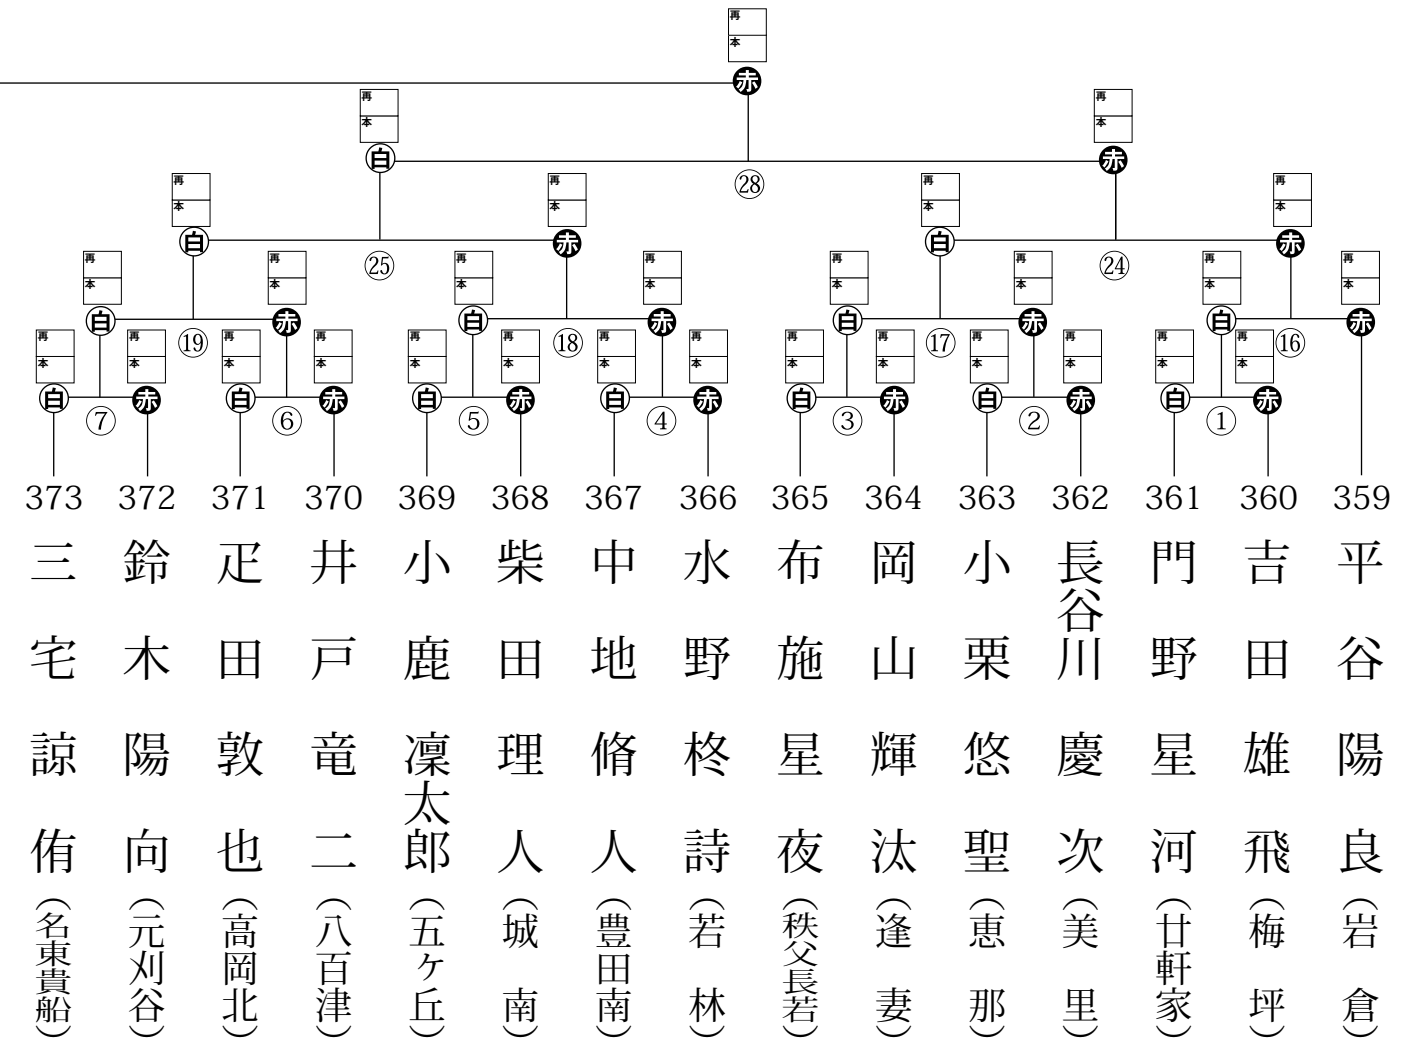 再
本
赤
再
本
白
再
本
赤
㉘
再
本
白
再
本
赤
㉕
再
本
白
再
本
赤
㉔
再
本
白
再
本
赤
⑲
再
本
白
再
本
赤
⑱
再
本
白
再
本
赤
⑰
再
本
白
再
本
赤
⑯
再
本
白
再
本
赤
⑦
再
本
白
再
本
赤
⑥
再
本
白
再
本
赤
⑤
再
本
白
再
本
赤
④
再
本
白
再
本
赤
③
再
本
白
再
本
赤
②
再
本
白
再
本
赤
①
359 平谷陽良(岩倉)
360 吉田雄飛(梅坪)
361 門野星河(廿軒家)
362 長谷川慶次(美里)
363 小栗悠聖(恵那)
364 岡山輝汰(逢妻)
365 布施星夜(秩父長若)
366 水野柊詩(若林)
367 中地脩人(豊田南)
368 柴田理人(城南)
369 小鹿凜太郎(五ケ丘)
370 井戸竜二(八百津)
371 疋田敦也(高岡北)
372 鈴木陽向(元刈谷)
373 三宅諒侑(名東貴船)